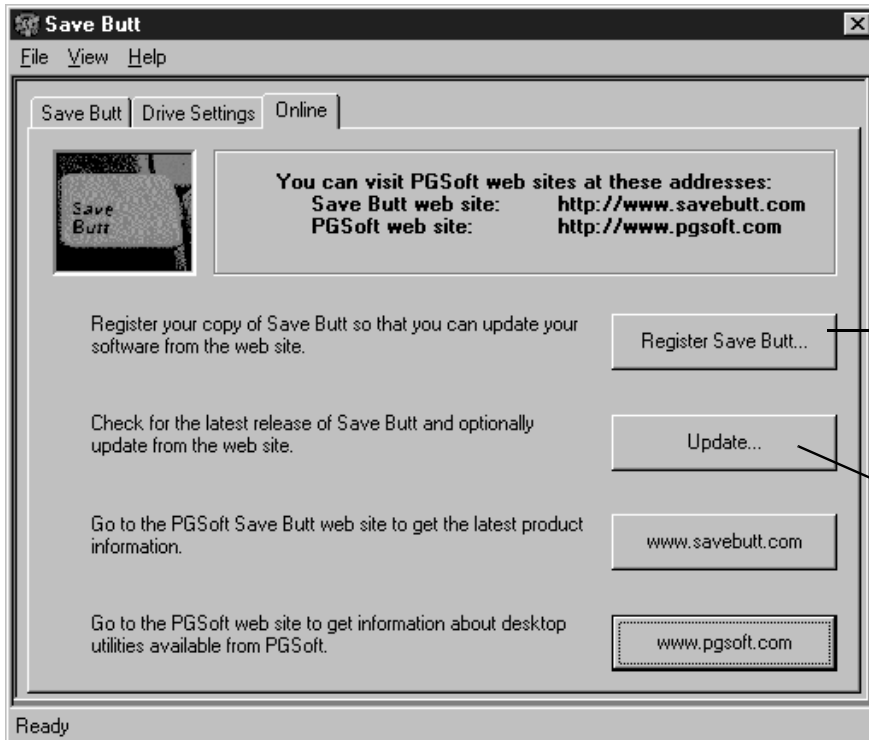 Save Butt
File View Help
Save Butt Drive Settings Online
Save
Butt
You can visit PGSoft web sites at these addresses:
Save Butt web site: http://www.savebutt.com
PGSoft web site: http://www.pgsoft.com
Register your copy of Save Butt so that you can update your
software from the web site.
Register Save Butt...
Check for the latest release of Save Butt and optionally
update from the web site.
Update...
Go to the PGSoft Save Butt web site to get the latest product
information.
www.savebutt.com
Go to the PGSoft web site to get information about desktop
utilities available from PGSoft.
www.pgsoft.com
Ready